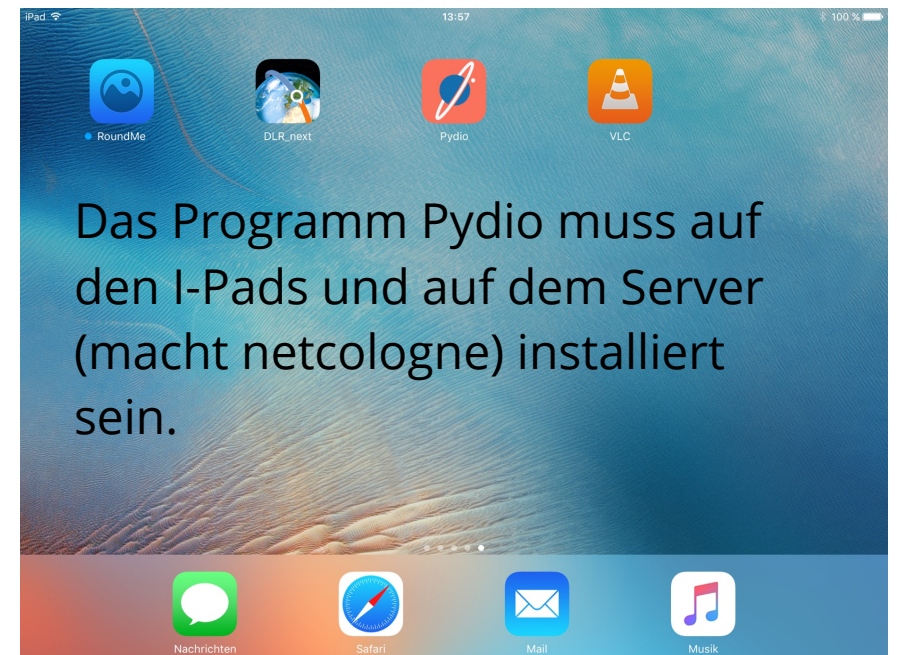 iPad 13:57 100 %
RoundMe DLR_next Pydio VLC
Das Programm Pydio muss auf
den I-Pads und auf dem Server
(macht netcologne) installiert
sein.
Nachrichten Safari Mail Musik